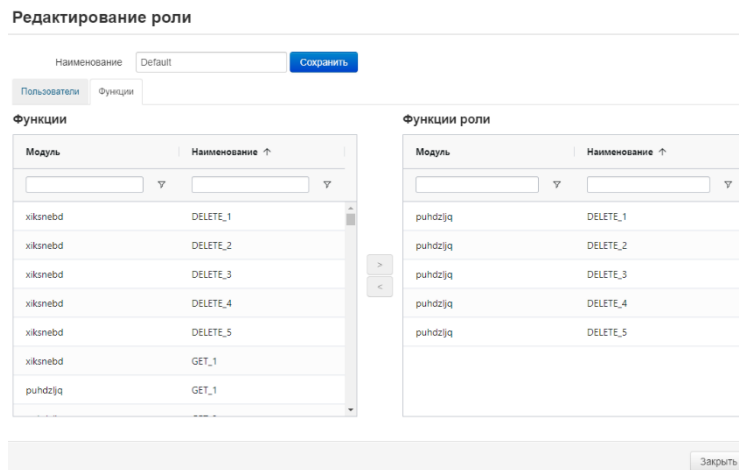 Редактирование роли
Наименование Default Сохранить
Пользователи Функции
Функции Функции роли
Модуль Наименование ↑ Модуль Наименование ↑
xiksnebd DELETE_1 puhdzljq DELETE_1
xiksnebd DELETE_2 puhdzljq DELETE_2
xiksnebd DELETE_3 puhdzljq DELETE_3
> 
<
xiksnebd DELETE_4 puhdzljq DELETE_4
xiksnebd DELETE_5 puhdzljq DELETE_5
xiksnebd GET_1
puhdzljq GET_1
Закрыть